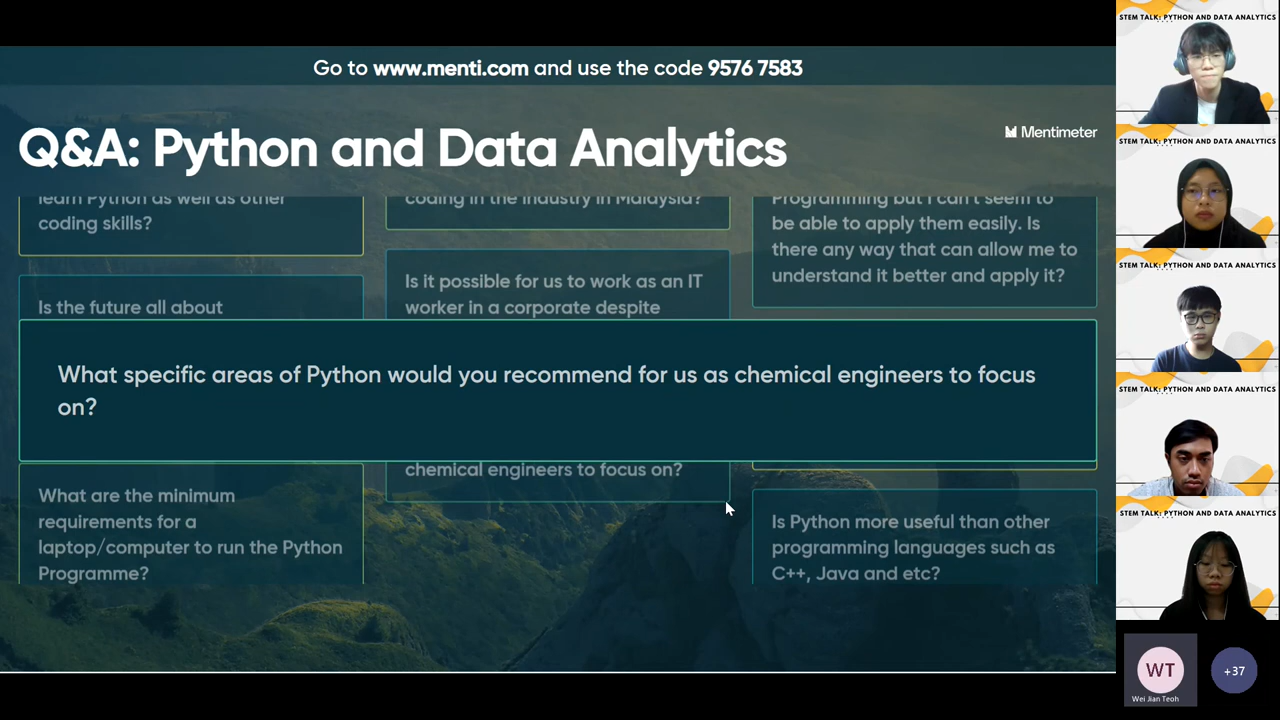 Go to www.menti.com and use the code 9576 7583
Q&A: Python and Data Analytics
Mentimeter
learn Python as well as other
coding skills?
coding in the industry in Malaysia?
Programming but I can't seem to
be able to apply them easily. Is
there any way that can allow me to
understand it better and apply it?
Is the future all about
Is it possible for us to work as an IT
worker in a corporate despite
What specific areas of Python would you recommend for us as chemical engineers to focus
on?
chemical engineers to focus on?
What are the minimum
requirements for a
laptop/computer to run the Python
Programme?
Is Python more useful than other
programming languages such as
C++, Java and etc?
STEM TALK: PYTHON AND DATA ANALYTICS
STEM TALK: PYTHON AND DATA ANALYTICS
STEM TALK: PYTHON AND DATA ANALYTICS
STEM TALK: PYTHON AND DATA ANALYTICS
STEM TALK: PYTHON AND DATA ANALYTICS
WT
Wei Jian Teoh
+37